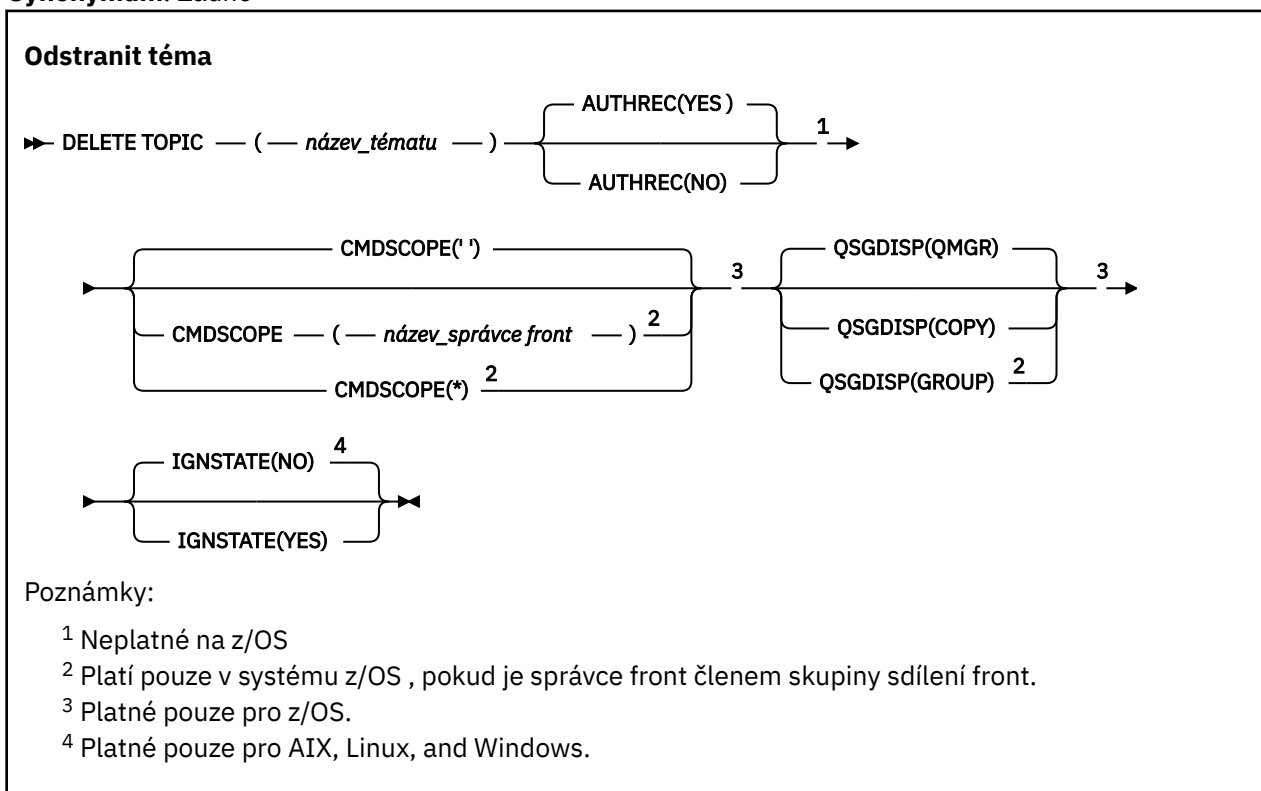 Odstranit téma
AUTHREC(YES )
DELETE TOPIC ( název_tématu ) 1
AUTHREC(NO)
CMDSCOPE(' ') QSGDISP(QMGR)
3 3
CMDSCOPE ( název_správce front ) 2 QSGDISP(COPY)
CMDSCOPE(*) 2 QSGDISP(GROUP) 2
IGNSTATE(NO) 4
IGNSTATE(YES)
Poznámky:
1 Neplatné na z/OS
2 Platí pouze v systému z/OS , pokud je správce front členem skupiny sdílení front.
3 Platné pouze pro z/OS.
4 Platné pouze pro AIX, Linux, and Windows.